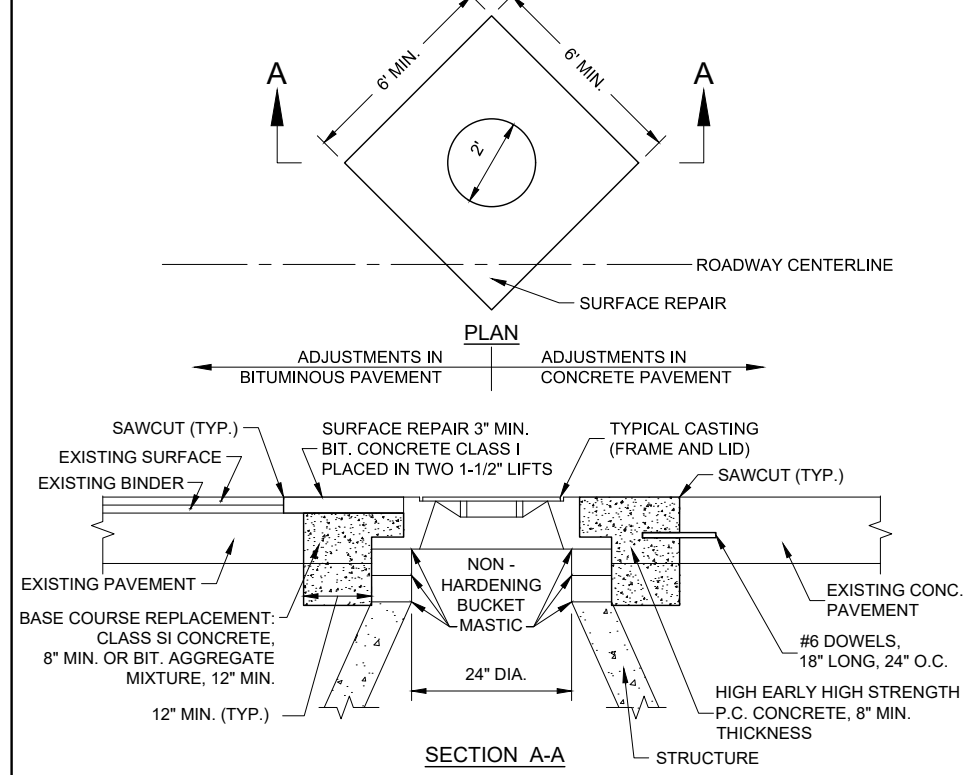 6' MIN.
6' MIN.
A
A
2'
ROADWAY CENTERLINE
SURFACE REPAIR
PLAN
ADJUSTMENTS IN
BITUMINOUS PAVEMENT
ADJUSTMENTS IN
CONCRETE PAVEMENT
SAWCUT (TYP.)
EXISTING SURFACE
EXISTING BINDER
SURFACE REPAIR 3" MIN.
BIT. CONCRETE CLASS I
PLACED IN TWO 1-1/2" LIFTS
TYPICAL CASTING
(FRAME AND LID)
SAWCUT (TYP.)
EXISTING PAVEMENT
BASE COURSE REPLACEMENT:
CLASS SI CONCRETE,
8" MIN. OR BIT. AGGREGATE
MIXTURE, 12" MIN.
12" MIN. (TYP.)
NON -
HARDENING
BUCKET
MASTIC
24" DIA.
EXISTING CONC.
PAVEMENT
#6 DOWELS,
18" LONG, 24" O.C.
HIGH EARLY HIGH STRENGTH
P.C. CONCRETE, 8" MIN.
THICKNESS
STRUCTURE
SECTION A-A